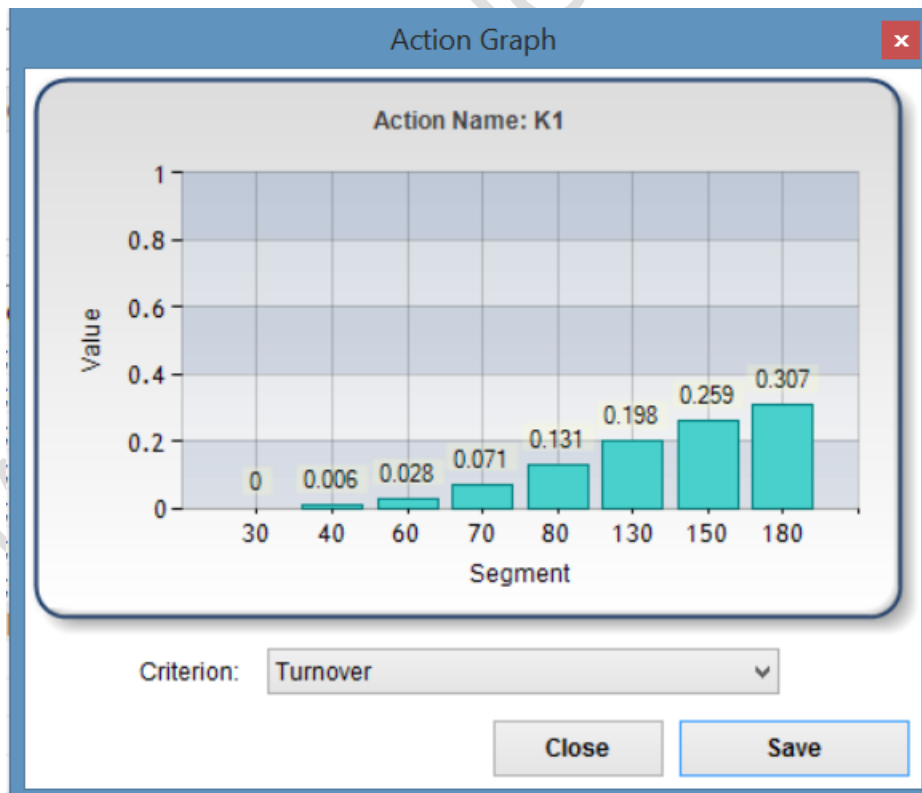 Action Graph
x
Action Name: K1
1
0.8
0.6
0.4
0.2
0
Value
0 0.006 0.028 0.071 0.131 0.198 0.259 0.307
30 40 60 70 80 130 150 180
Segment
Criterion: Turnover
Close Save